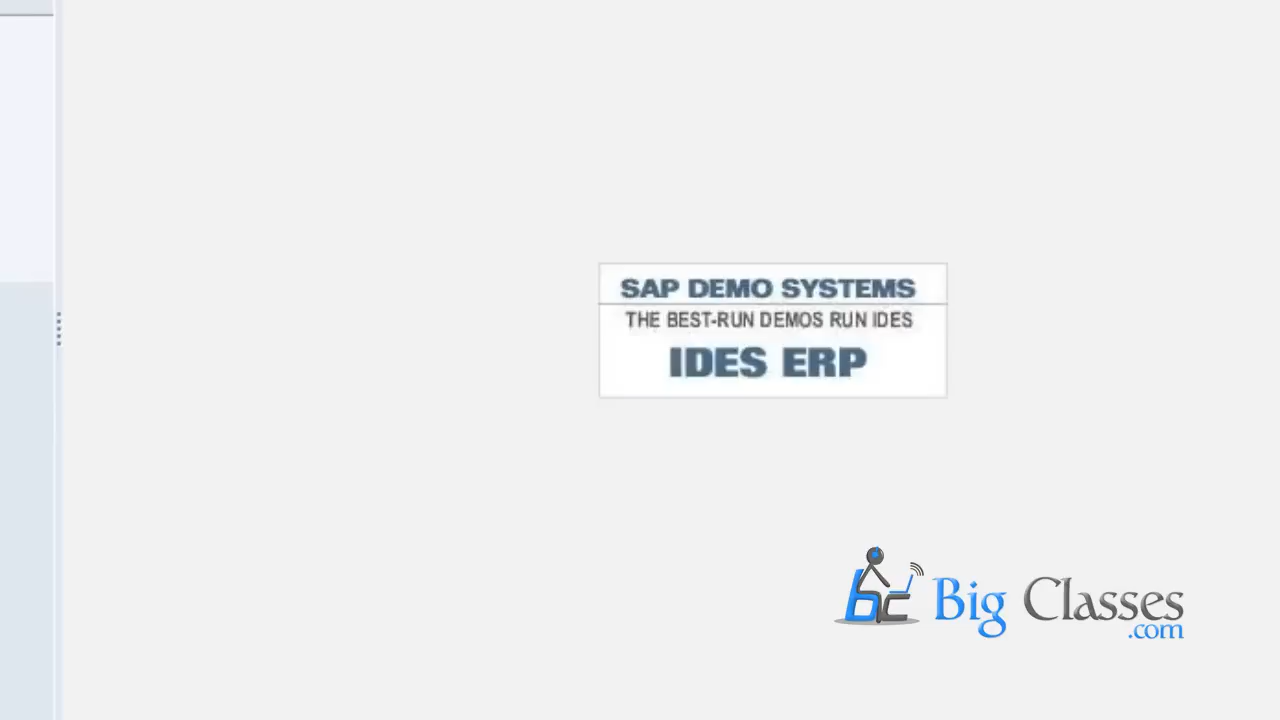 SAP DEMO SYSTEMS
THE BEST-RUN DEMOS RUN IDES
IDES ERP
Big Classes
.com